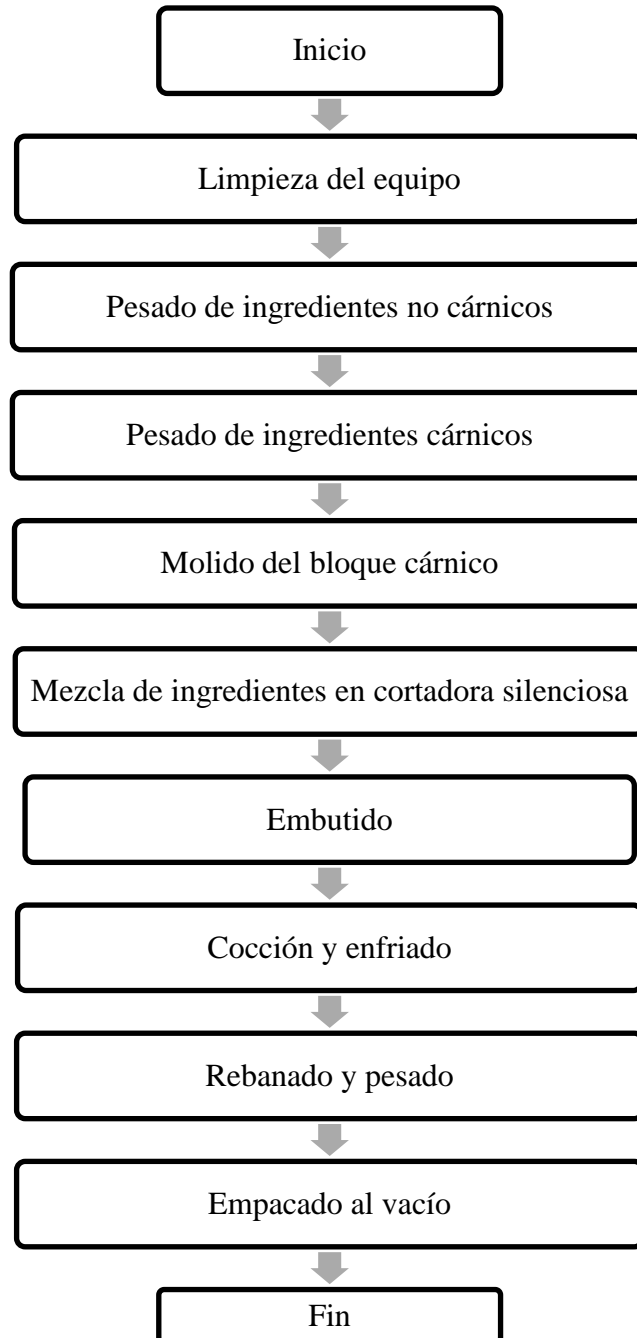 Inicio
Limpieza del equipo
Pesado de ingredientes no cárnicos
Pesado de ingredientes cárnicos
Molido del bloque cárnico
Mezcla de ingredientes en cortadora silenciosa
Embutido
Cocción y enfriado
Rebanado y pesado
Empacado al vacío
Fin